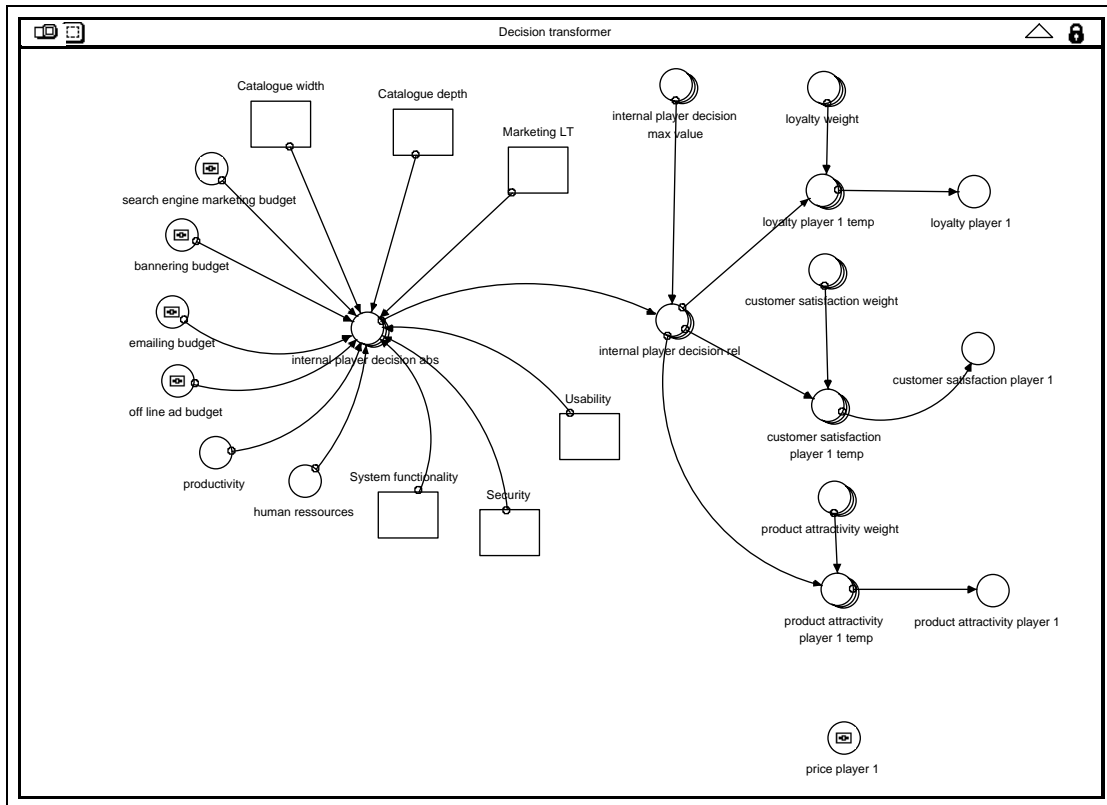 Decision transformer
Catalogue width
Catalogue depth
Marketing LT
internal player decision
max value
loyalty weight
search engine marketing budget
bannering budget
loyalty player 1 temp
loyalty player 1
customer satisfaction weight
emailing budget
internal player decision abs
internal player decision rel
customer satisfaction player 1
off line ad budget
Usability
customer satisfaction
player 1 temp
productivity
System functionality
Security
human ressources
product attractivity weight
product attractivity
player 1 temp
product attractivity player 1
price player 1